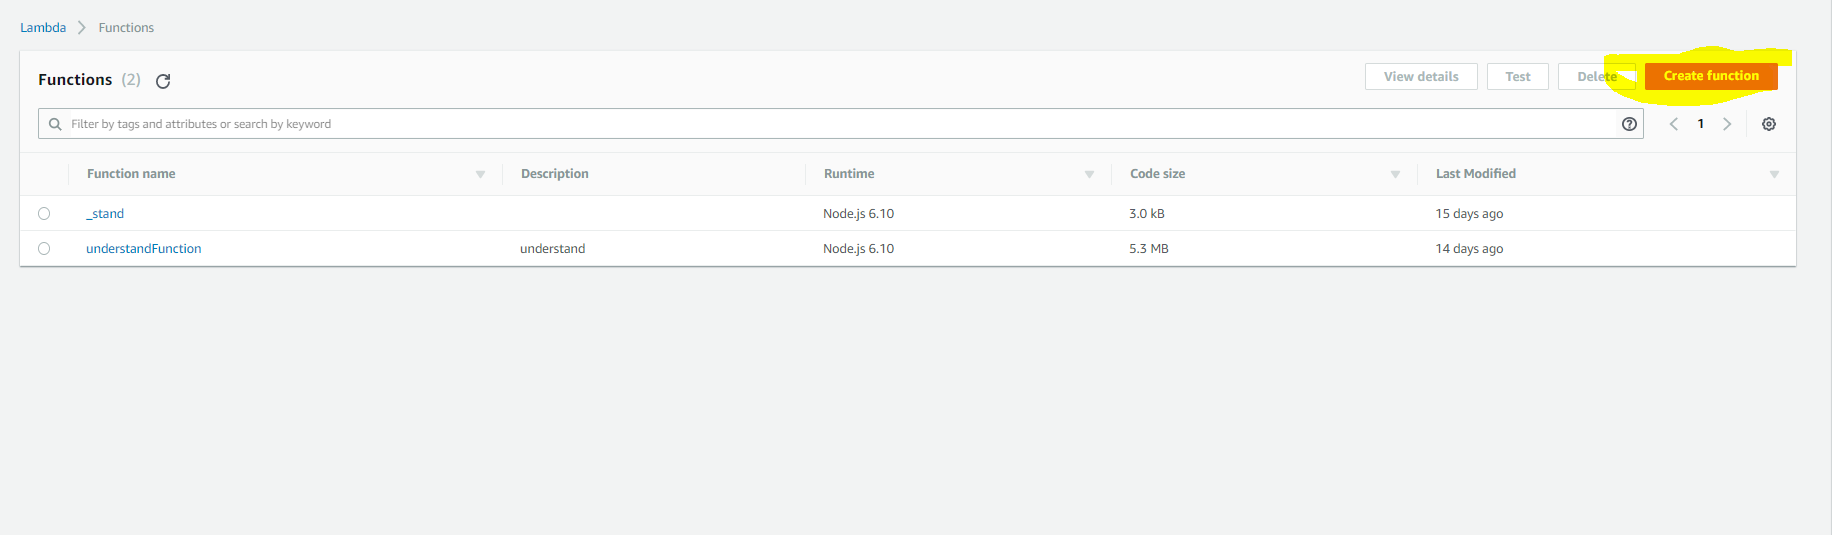 Lambda > Functions
Functions (2) View details Test Delete Create function
Filter by tags and attributes or search by keyword 1
Function name Description Runtime Code size Last Modified
_stand Node.js 6.10 3.0 kB 15 days ago
understandFunction understand Node.js 6.10 5.3 MB 14 days ago